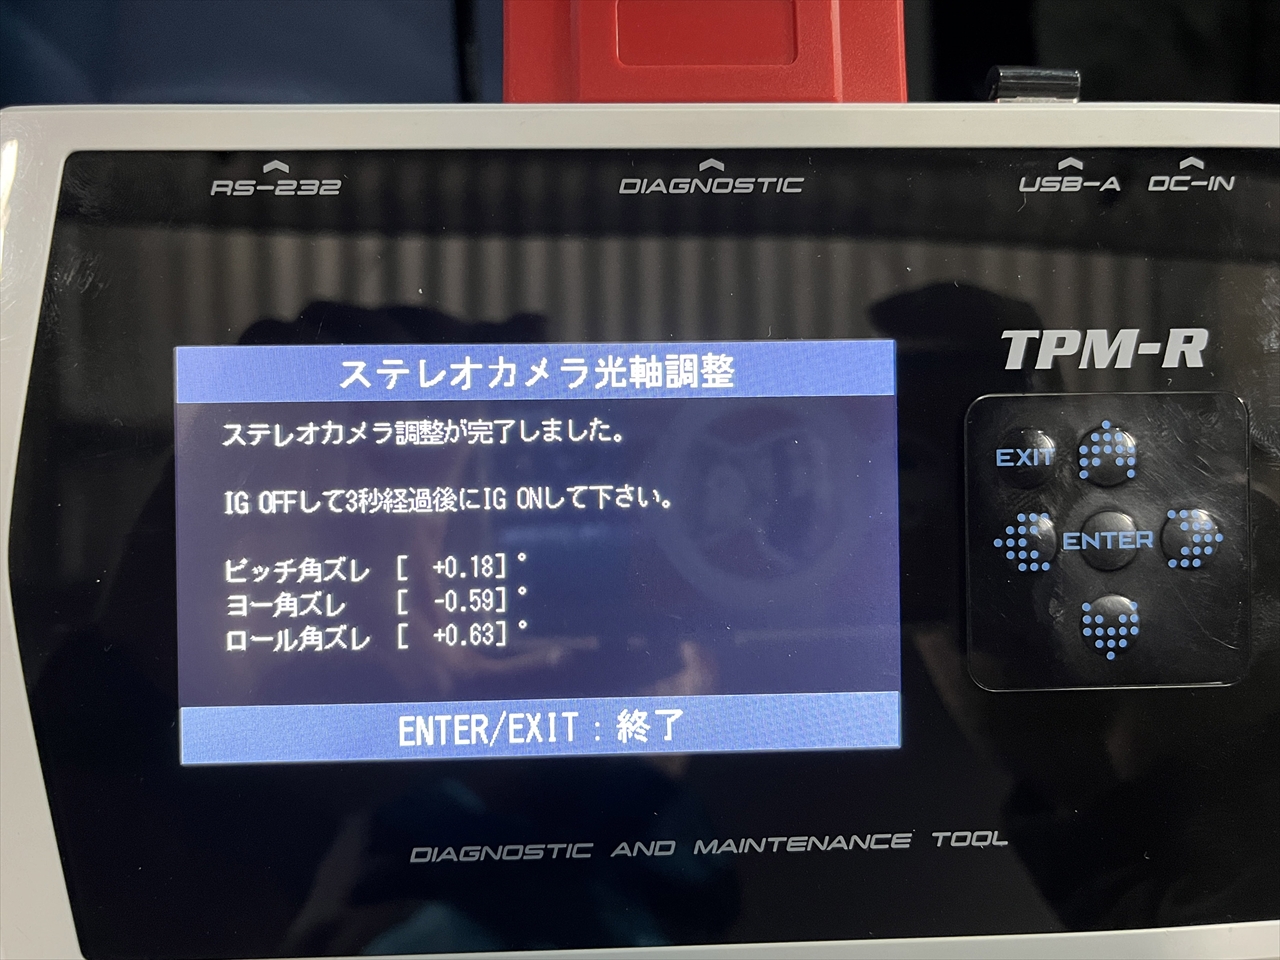 RS-232
DIAGNOSTIC
USB-A
DC-IN
TPM-R
ステレオカメラ光軸調整
ステレオカメラ調整が完了しました。
IG OFFして3秒経過後にIG ONして下さい。
ピッチ角ズレ [ +0.18]°
ヨー角ズレ [ -0.59]°
ロール角ズレ [ +0.63]°
ENTER/EXIT：終了
EXIT
ENTER
DIAGNOSTIC AND MAINTENANCE TOOL